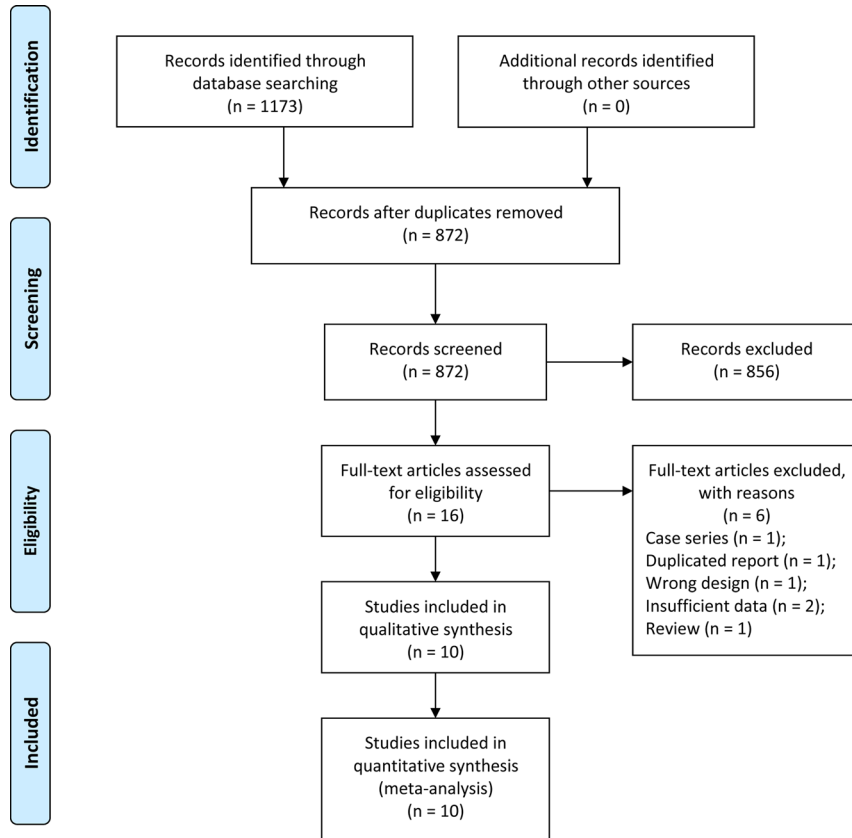 Identification
Records identified through
database searching
(n = 1173)
Additional records identified
through other sources
(n = 0)
Records after duplicates removed
(n = 872)
Screening
Records screened
(n = 872)
Records excluded
(n = 856)
Eligibility
Full-text articles assessed
for eligibility
(n = 16)
Full-text articles excluded,
with reasons
(n = 6)
Case series (n = 1);
Duplicated report (n = 1);
Wrong design (n = 1);
Insufficient data (n = 2);
Review (n = 1)
Studies included in
qualitative synthesis
(n = 10)
Included
Studies included in
quantitative synthesis
(meta-analysis)
(n = 10)